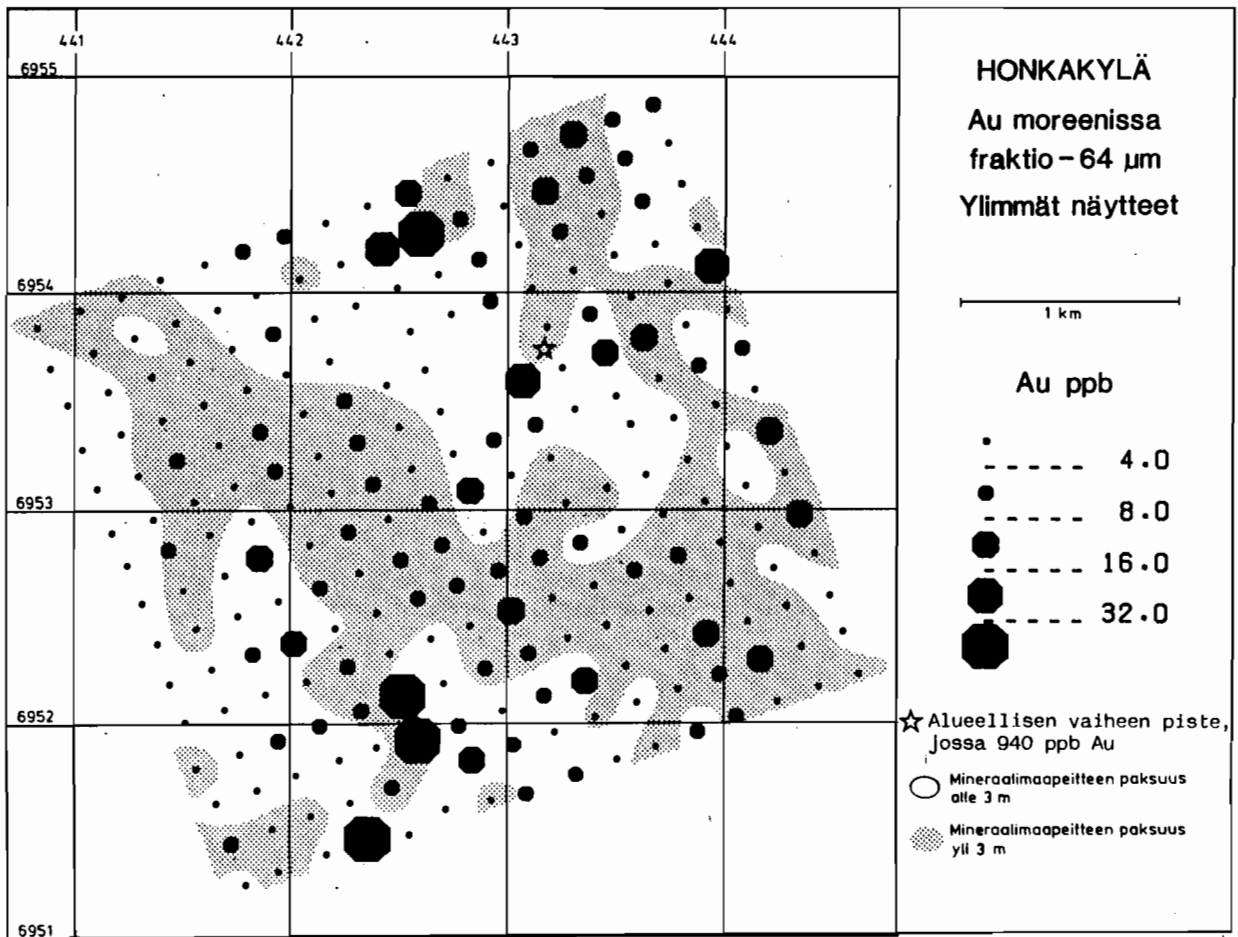 441 442 443 444
6955
6954
6953
6952
6951
HONKAKYLÄ
Au moreenissa
fraktio - 64 µm
Ylimmät näytteet
1 km
Au ppb
4.0
8.0
16.0
32.0
Alueellisen vaiheen piste,
jossa 940 ppb Au
Mineraalimaapeitteen paksuus
alle 3 m
Mineraalimaapeitteen paksuus
yli 3 m